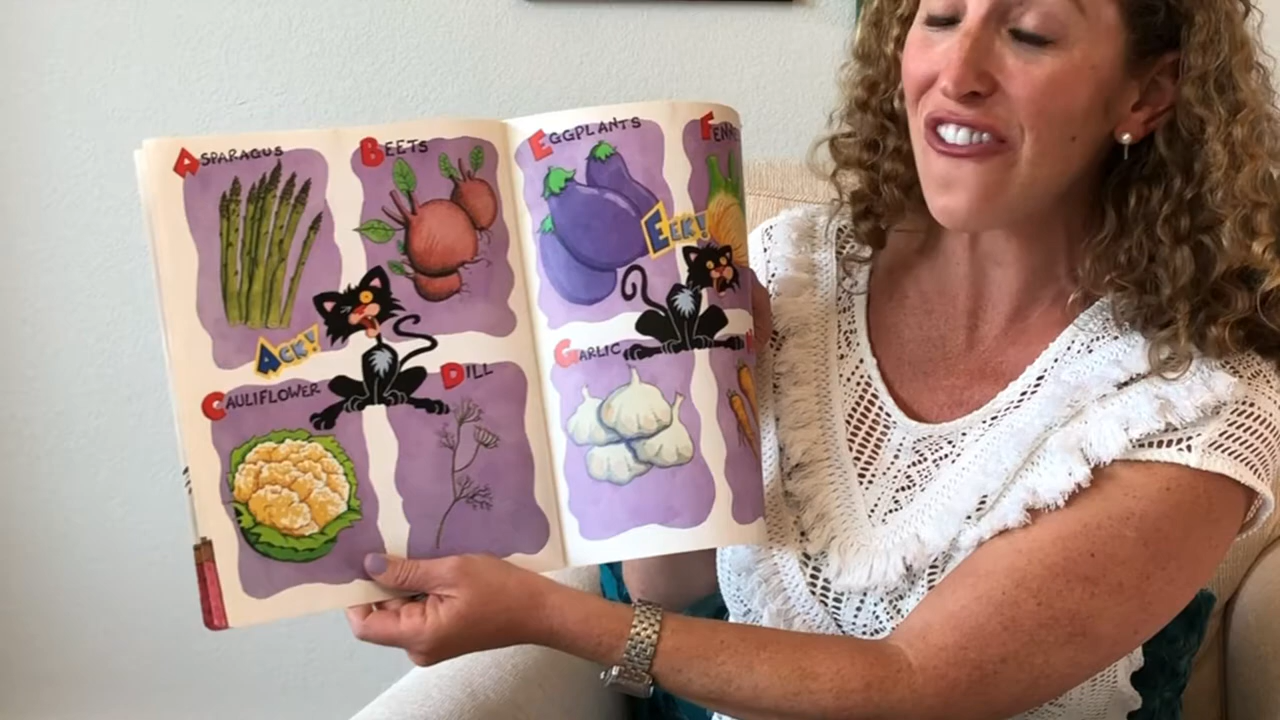 ASPARAGUS
BEETS
ACK!
CAULIFLOWER
DILL
EGGPLANTS
EEK!
GARLIC